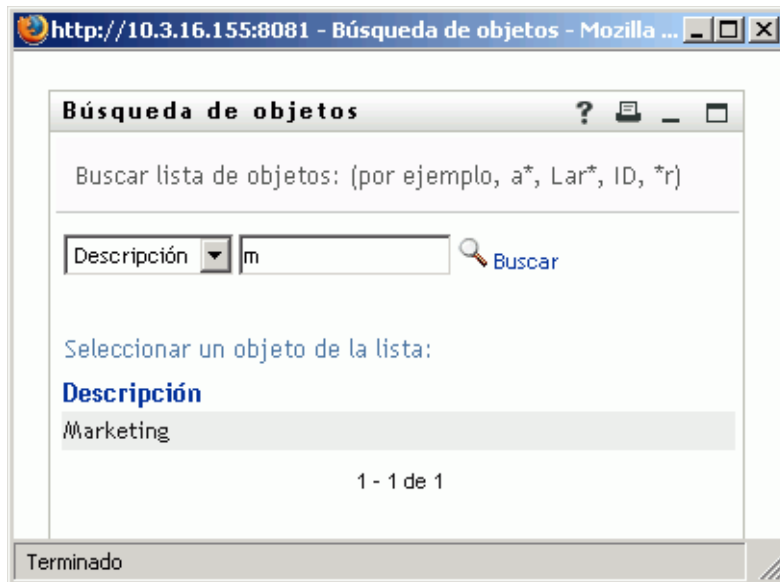 http://10.3.16.155:8081 - Búsqueda de objetos - Mozilla ...
Búsqueda de objetos
Buscar lista de objetos: (por ejemplo, a*, Lar*, ID, *r)
Descripción m Buscar
Seleccionar un objeto de la lista:
Descripción
Marketing
1 - 1 de 1
Terminado